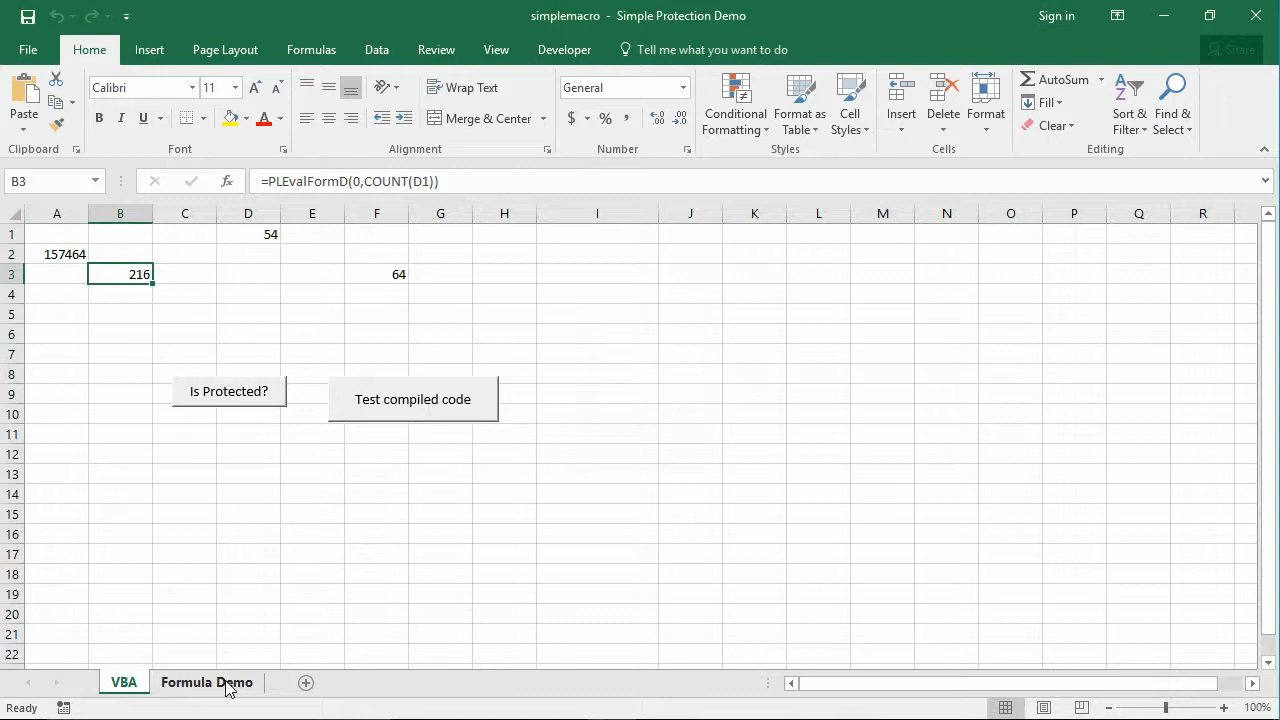 simplemacro - Simple Protection Demo
Sign in
File Home Insert Page Layout Formulas Data Review View Developer Tell me what you want to do Share
Paste
Clipboard
Calibri 11 A A
B I U A
Font
Wrap Text
Merge & Center
Alignment
General
$ % , .0 .00 .00 .0
Number
Conditional Formatting
Format as Table
Cell Styles
Styles
Insert
Delete
Format
Cells
AutoSum
Fill
Clear
Sort & Filter
Find & Select
Editing
B3 fx =PLEvalFormD(0,COUNT(D1))
A B C D E F G H I J K L M N O P Q R
1 54
2 157464
3 216 64
4
5
6
7
8
9 Is Protected? Test compiled code
10
11
12
13
14
15
16
17
18
19
20
21
22
VBA Formula Demo
Ready 100%